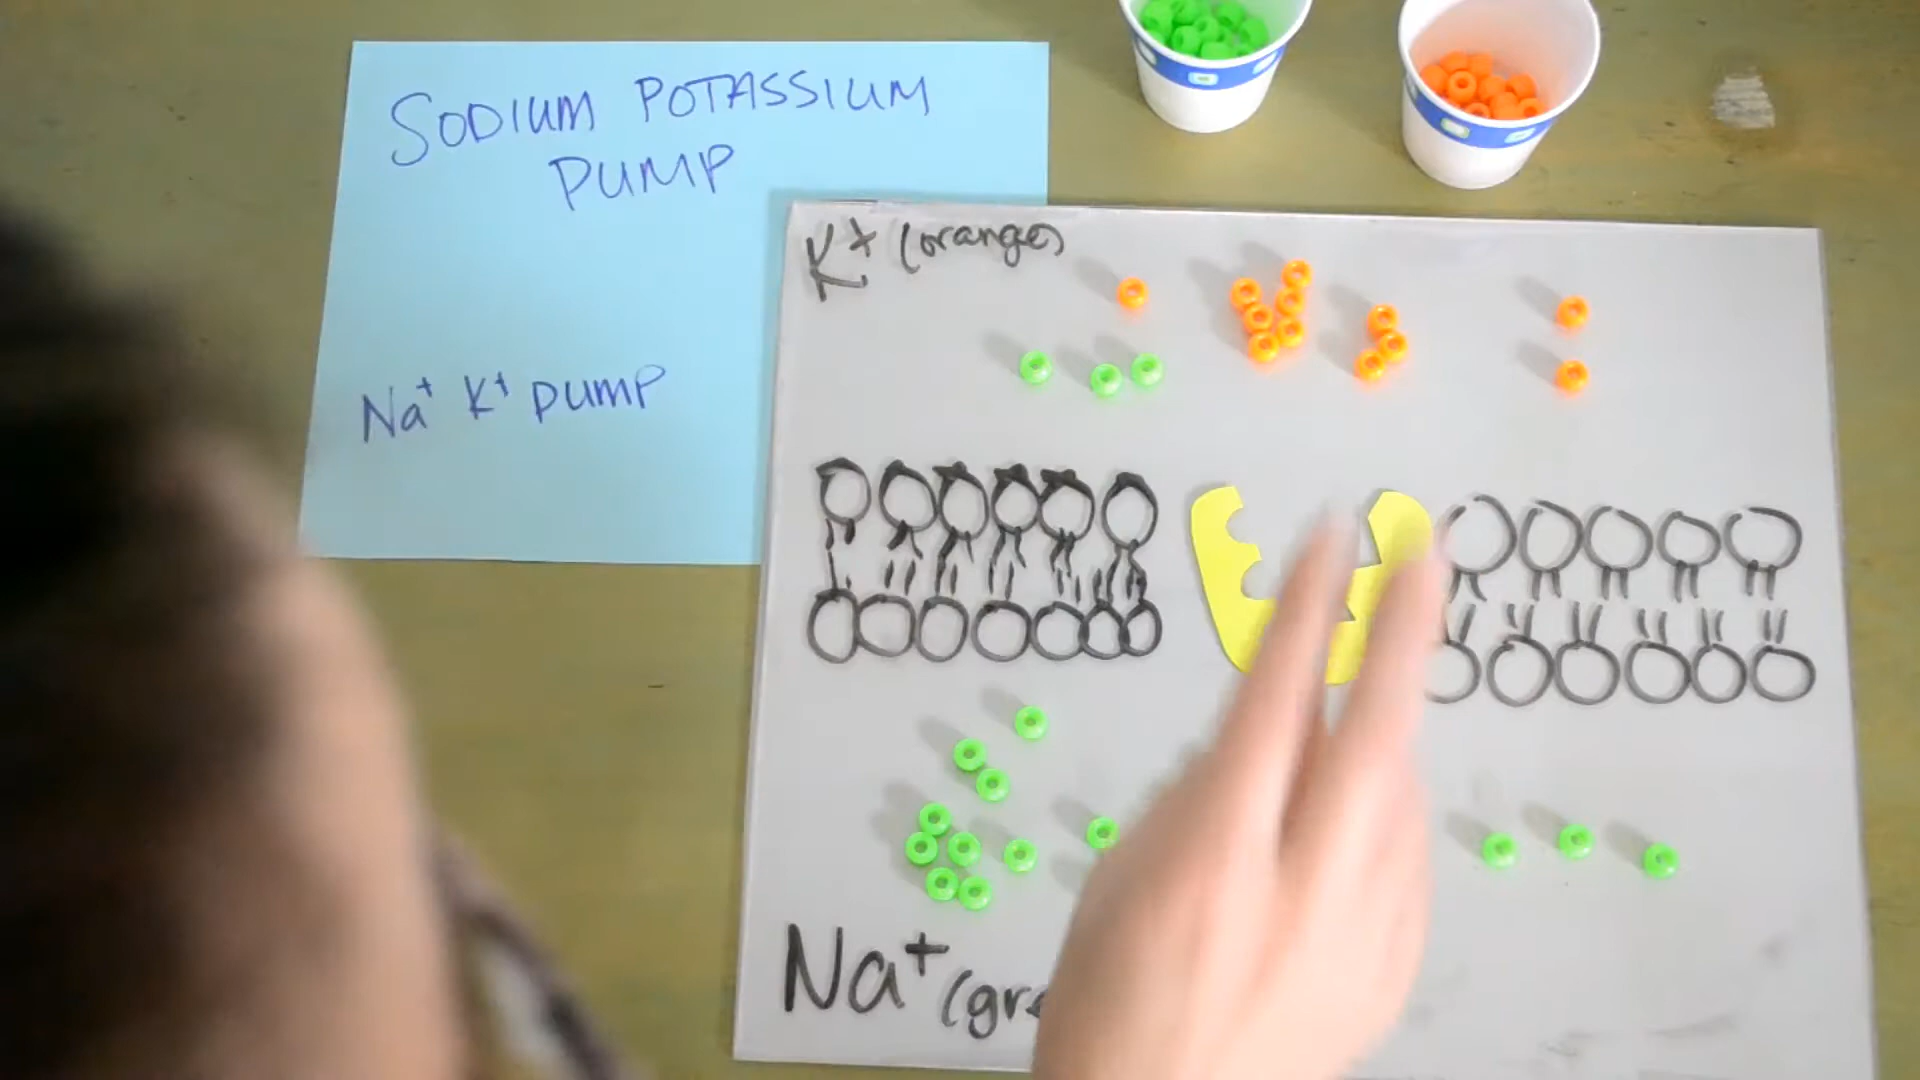 SODIUM POTASSIUM
PUMP
Na+ K+ PUMP
K+ (orange)
Na+